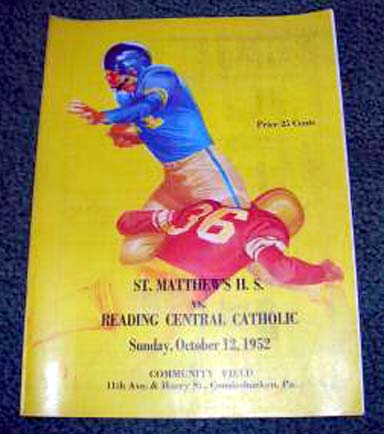 Price 25 Cents
36
ST. MATTHEW'S H. S.
vs.
READING CENTRAL CATHOLIC
Sunday, October 12, 1952
COMMUNITY FIELD
11th Ave. & Harry St., Conshohocken, Pa.